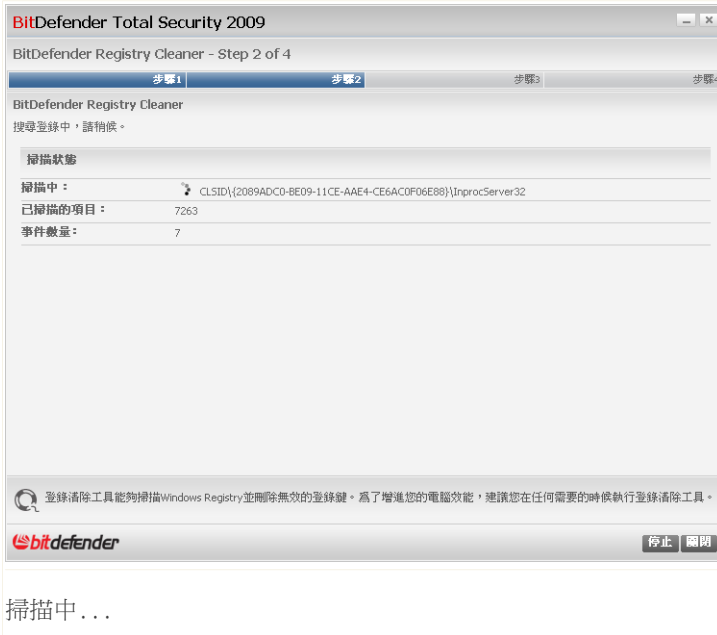 BitDefender Total Security 2009
BitDefender Registry Cleaner - Step 2 of 4
步驟1 步驟2 步驟3 步驟4
BitDefender Registry Cleaner
搜尋登錄中，請稍候。
掃描狀態
掃描中： CLSID\{2089ADC0-BE09-11CE-AAE4-CE6AC0F06E88}\InprocServer32
已掃描的項目： 7263
事件數量： 7
登錄清除工具能夠掃描Windows Registry並刪除無效的登錄鍵。為了增進您的電腦效能，建議您在任何需要的時候執行登錄清除工具。
bitdefender
停止 關閉
掃描中...